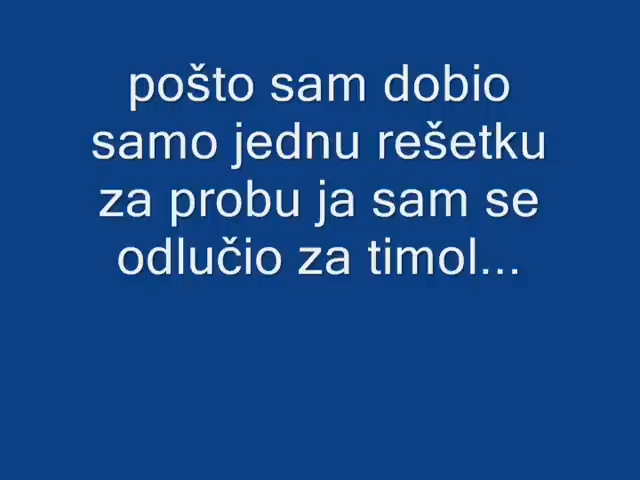 pošto sam dobio
samo jednu rešetku
za probu ja sam se
odlučio za timol...